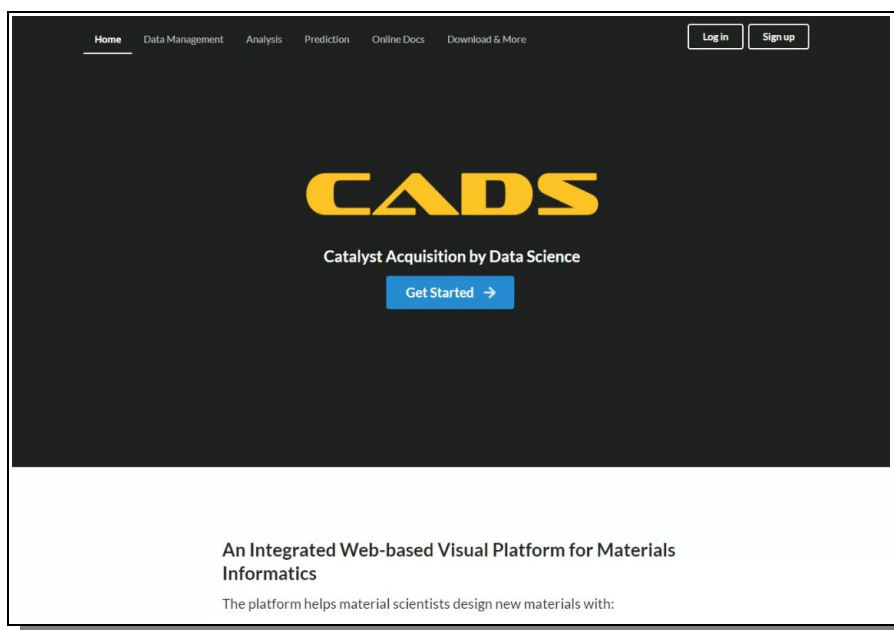 Home Data Management Analysis Prediction Online Docs Download & More Log in Sign up
CADS
Catalyst Acquisition by Data Science
Get Started →
An Integrated Web-based Visual Platform for Materials
Informatics
The platform helps material scientists design new materials with: